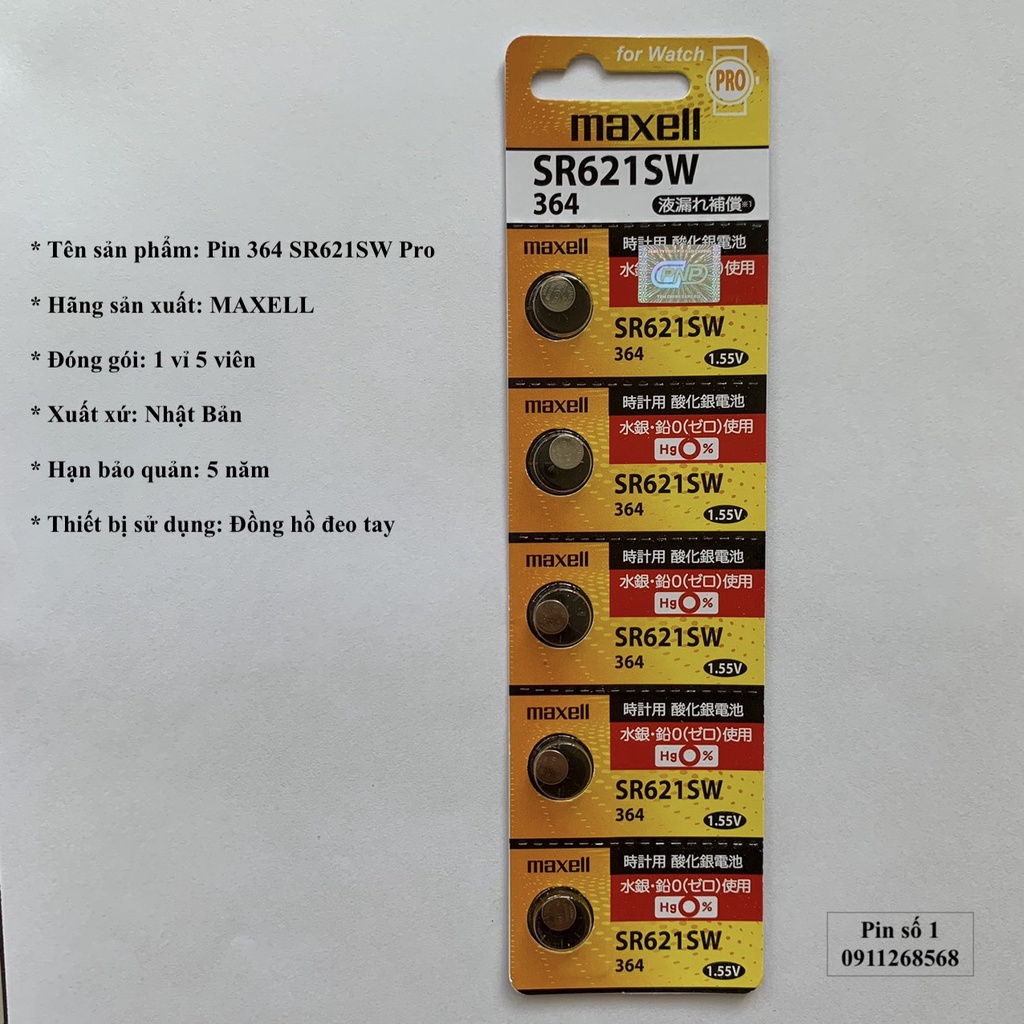 * Tên sản phẩm: Pin 364 SR621SW Pro
* Hãng sản xuất: MAXELL
* Đóng gói: 1 vỉ 5 viên
* Xuất xứ: Nhật Bản
* Hạn bảo quản: 5 năm
* Thiết bị sử dụng: Đồng hồ đeo tay
for Watch
PRO
maxell
SR621SW
364
液漏れ補償※1
maxell
時計用 酸化銀電池
水
使用
PNP
SR621SW
364
1.55V
maxell
時計用 酸化銀電池
水銀・鉛0(ゼロ)使用
Hg0%
SR621SW
364
1.55V
maxell
時計用 酸化銀電池
水銀・鉛0(ゼロ)使用
Hg0%
SR621SW
364
1.55V
maxell
時計用 酸化銀電池
水銀・鉛0(ゼロ)使用
Hg0%
SR621SW
364
1.55V
maxell
時計用 酸化銀電池
水銀・鉛0(ゼロ)使用
Hg0%
SR621SW
364
1.55V
Pin số 1
0911268568